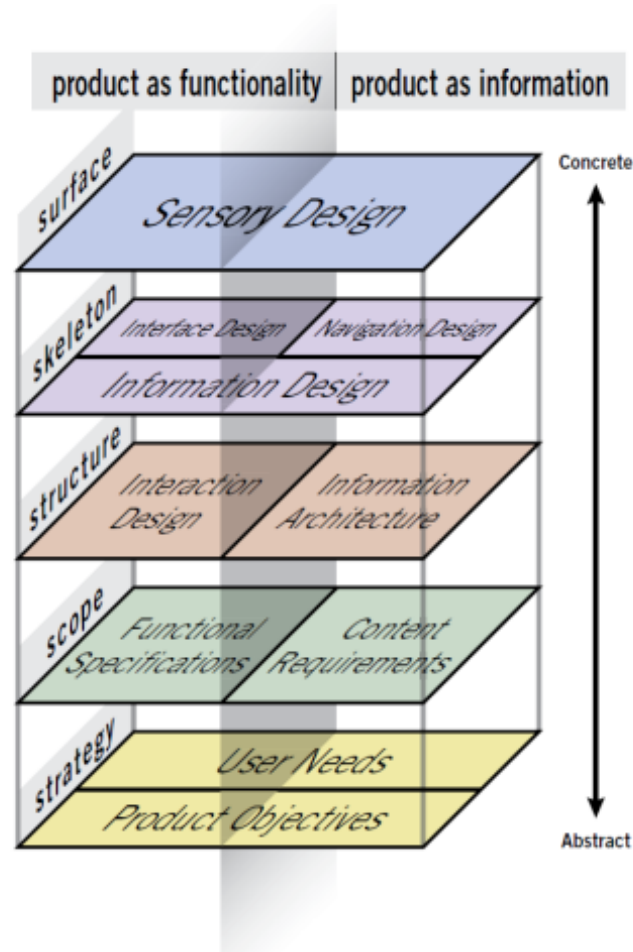 product as functionality
product as information
Concrete
surface
Sensory Design
skeleton
Interface Design
Navigation Design
Information Design
structure
Interaction
Design
Information
Architecture
scope
Functional
Specifications
Content
Requirements
strategy
User Needs
Product Objectives
Abstract